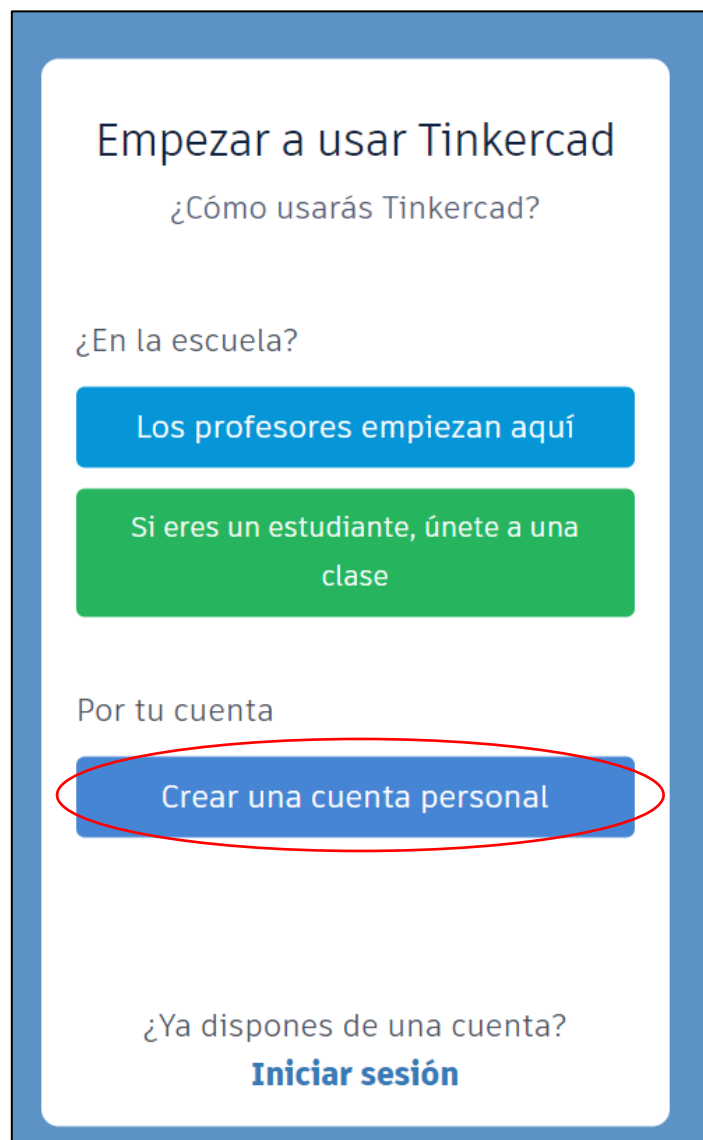 Empezar a usar Tinkercad
¿Cómo usarás Tinkercad?
¿En la escuela?
Los profesores empiezan aquí
Si eres un estudiante, únete a una
clase
Por tu cuenta
Crear una cuenta personal
¿Ya dispones de una cuenta?
Iniciar sesión